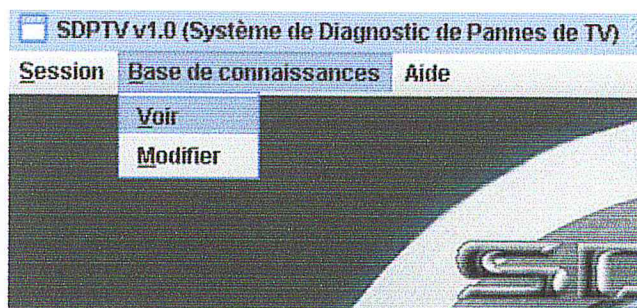 SDPTV v1.0 (Système de Diagnostic de Pannes de TV)
Session Base de connaissances Aide
Voir
Modifier